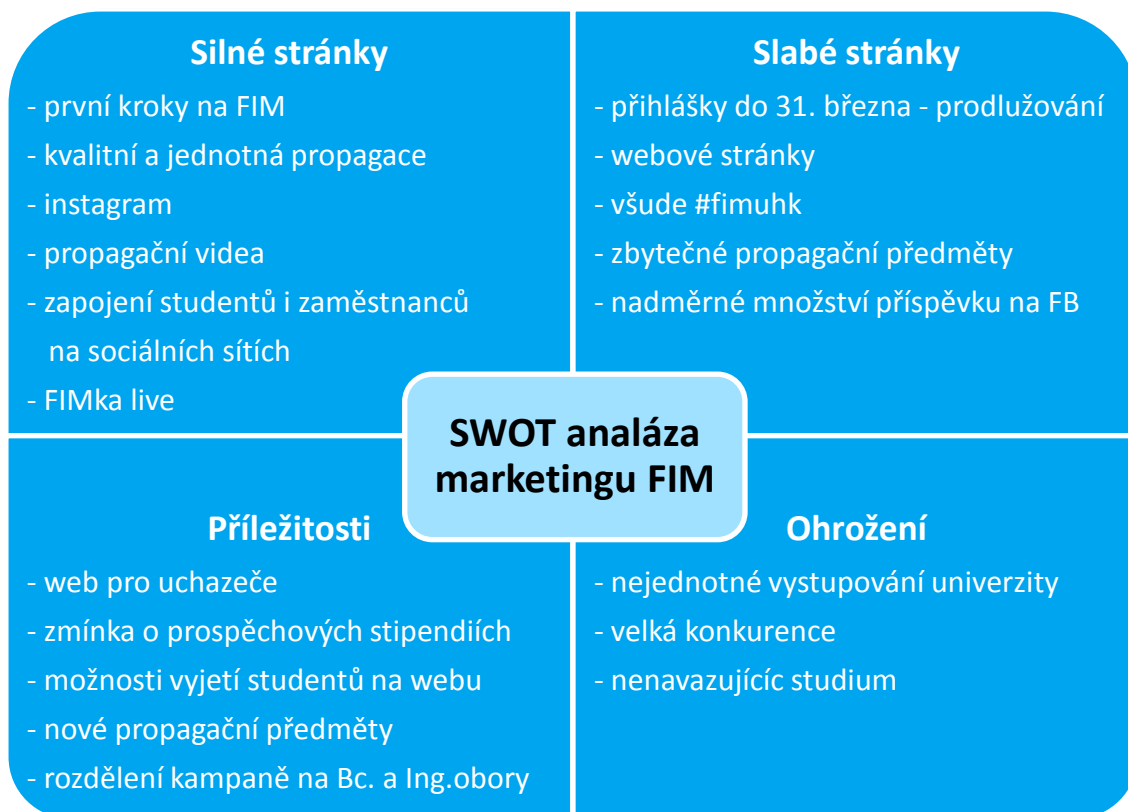 Silné stránky
- první kroky na FIM
- kvalitní a jednotná propagace
- instagram
- propagační videa
- zapojení studentů i zaměstnanců
na sociálních sítích
- FIMka live
Slabé stránky
- přihlášky do 31. března - prodlužování
- webové stránky
- všude #fimuhk
- zbytečné propagační předměty
- nadměrné množství příspěvku na FB
SWOT analáza
marketingu FIM
Příležitosti
- web pro uchazeče
- zmínka o prospěchových stipendiích
- možnosti vyjetí studentů na webu
- nové propagační předměty
- rozdělení kampaně na Bc. a Ing.obory
Ohrožení
- nejednotné vystupování univerzity
- velká konkurence
- nenavazujícíc studium